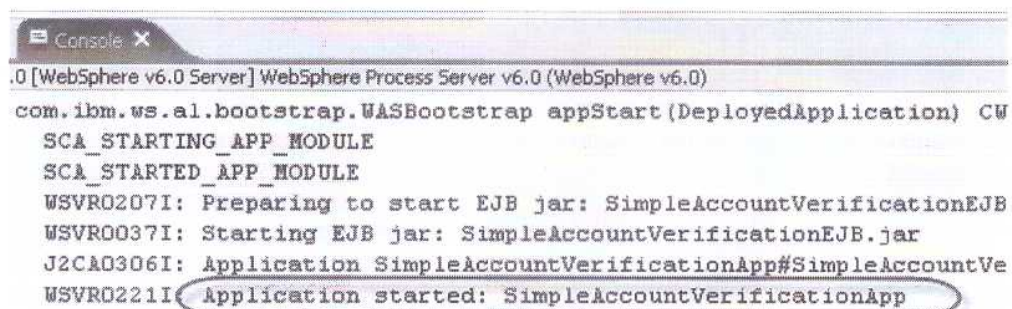 Console
.0 [WebSphere v6.0 Server] WebSphere Process Server v6.0 (WebSphere v6.0)
com.ibm.ws.al.bootstrap.WASBootstrap appStart(DeployedApplication) CW
SCA_STARTING_APP_MODULE
SCA_STARTED_APP_MODULE
WSVR0207I: Preparing to start EJB jar: SimpleAccountVerificationEJB
WSVR0037I: Starting EJB jar: SimpleAccountVerificationEJB.jar
J2CA0306I: Application SimpleAccountVerificationApp#SimpleAccountVe
WSVR0221I: Application started: SimpleAccountVerificationApp